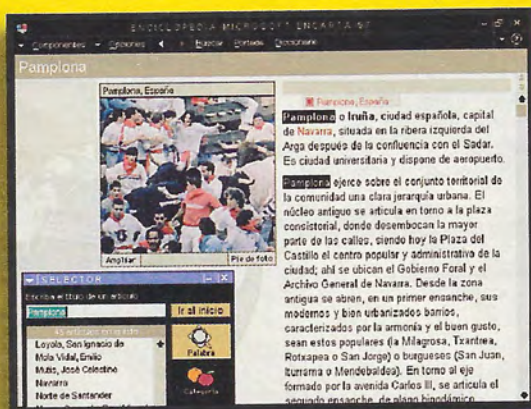 ENCICLOPEDIA MICROSOFT ENCARTA 97
Componentes Opciones Buscar Portada Diccionario
Pamplona
Pamplona, España
Ampliar Pie de foto
Pamplona, España
Pamplona o Iruña, ciudad española, capital
de Navarra, situada en la ribera izquierda del
Arga después de la confluencia con el Sadar.
Es ciudad universitaria y dispone de aeropuerto.
Pamplona ejerce sobre el conjunto territorial de
la comunidad una clara jerarquía urbana. El
núcleo antiguo se articula en torno a la plaza
consistorial, donde desembocan la mayor
parte de las calles, siendo hoy la Plaza del
Castillo el centro popular y administrativo de la
ciudad; ahí se ubican el Gobierno Foral y el
Archivo General de Navarra. Desde la zona
antigua se abren, en un primer ensanche, sus
modernos y bien urbanizados barrios,
caracterizados por la armonía y el buen gusto,
sean estos populares (la Milagrosa, Txantrea,
Rotxapea o San Jorge) o burgueses (San Juan,
Iturrama o Mendebaldea). En torno al eje
formado por la avenida Carlos III, se articula el
segundo ensanche, de plano hipodámico
SELECTOR
Escriba el título de un artículo
Pamplona Ir al inicio
Loyola, San Ignacio de
Mola Vidal, Emilio
Mutis, José Celestino
Navarra
Norte de Santander
Palabra
Categoría